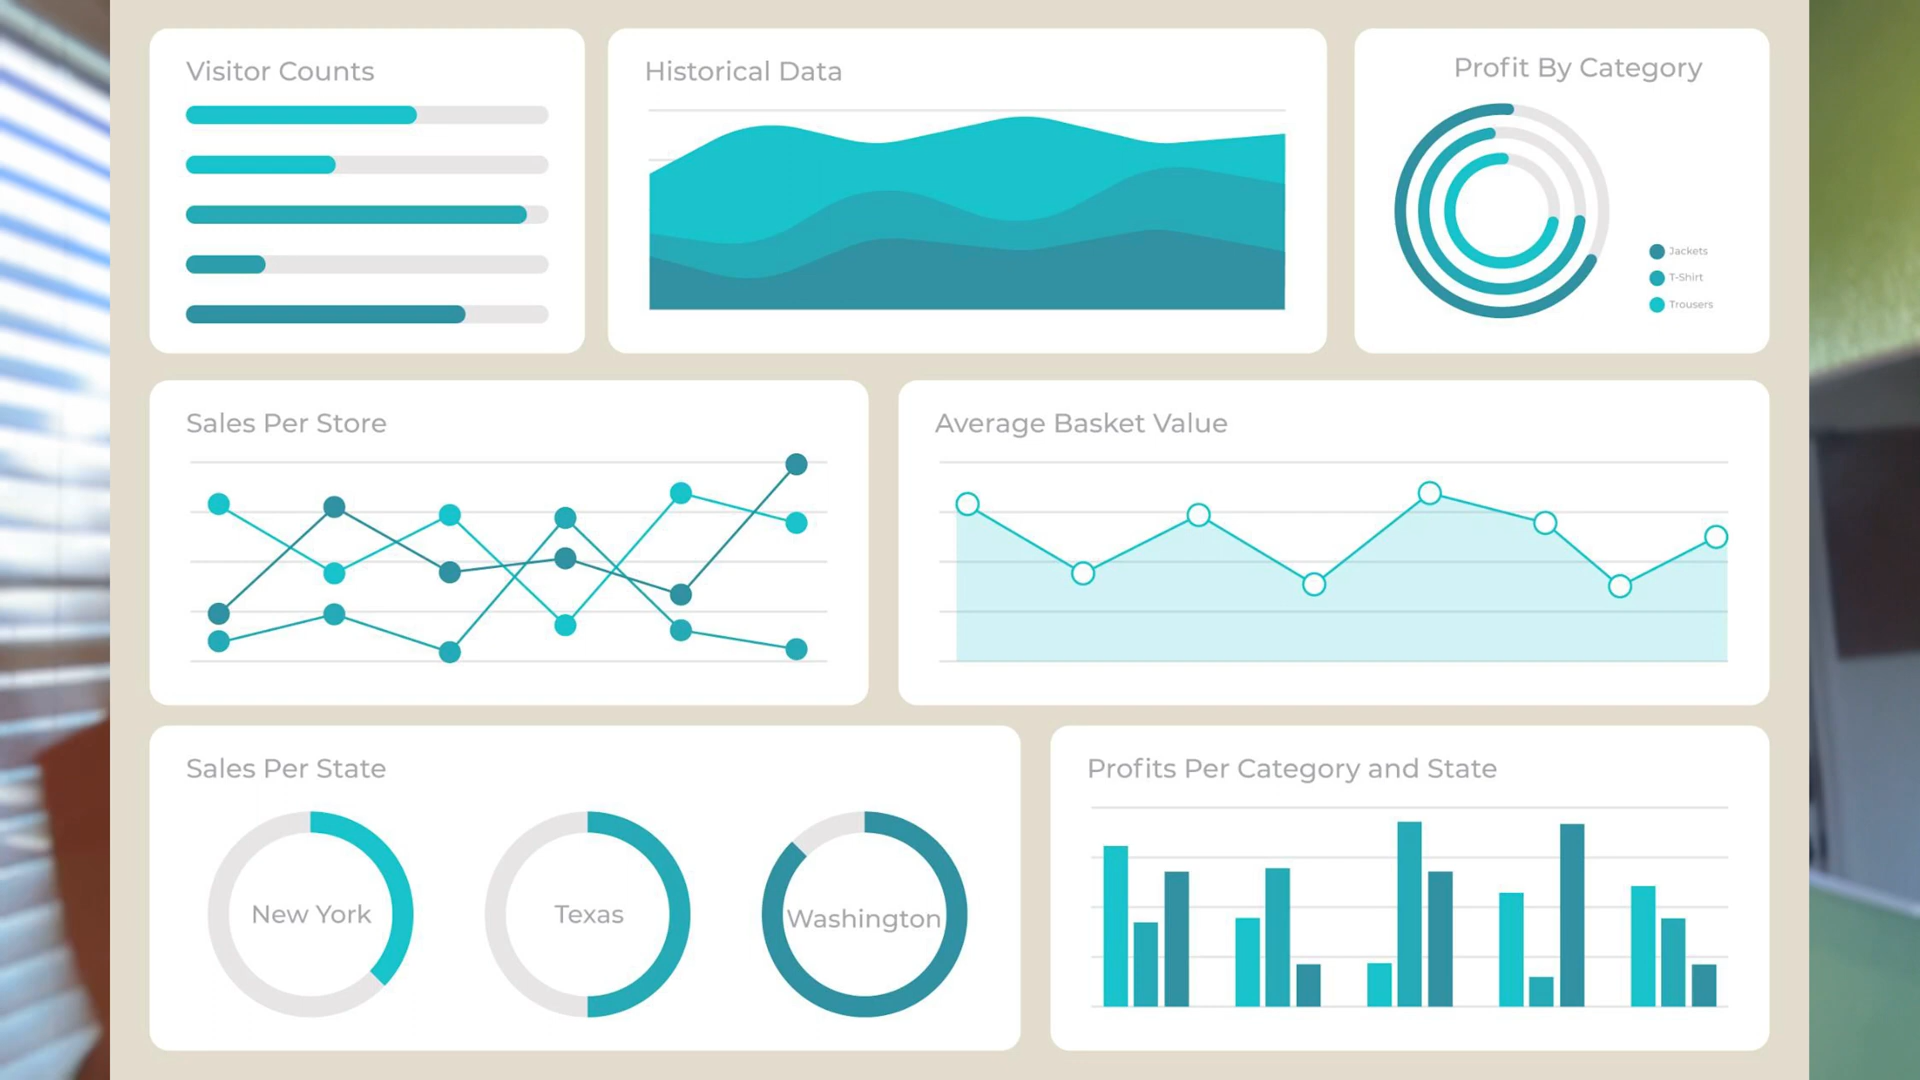 Visitor Counts
Historical Data
Profit By Category
Jackets
T-Shirt
Trousers
Sales Per Store
Average Basket Value
Sales Per State
New York
Texas
Washington
Profits Per Category and State